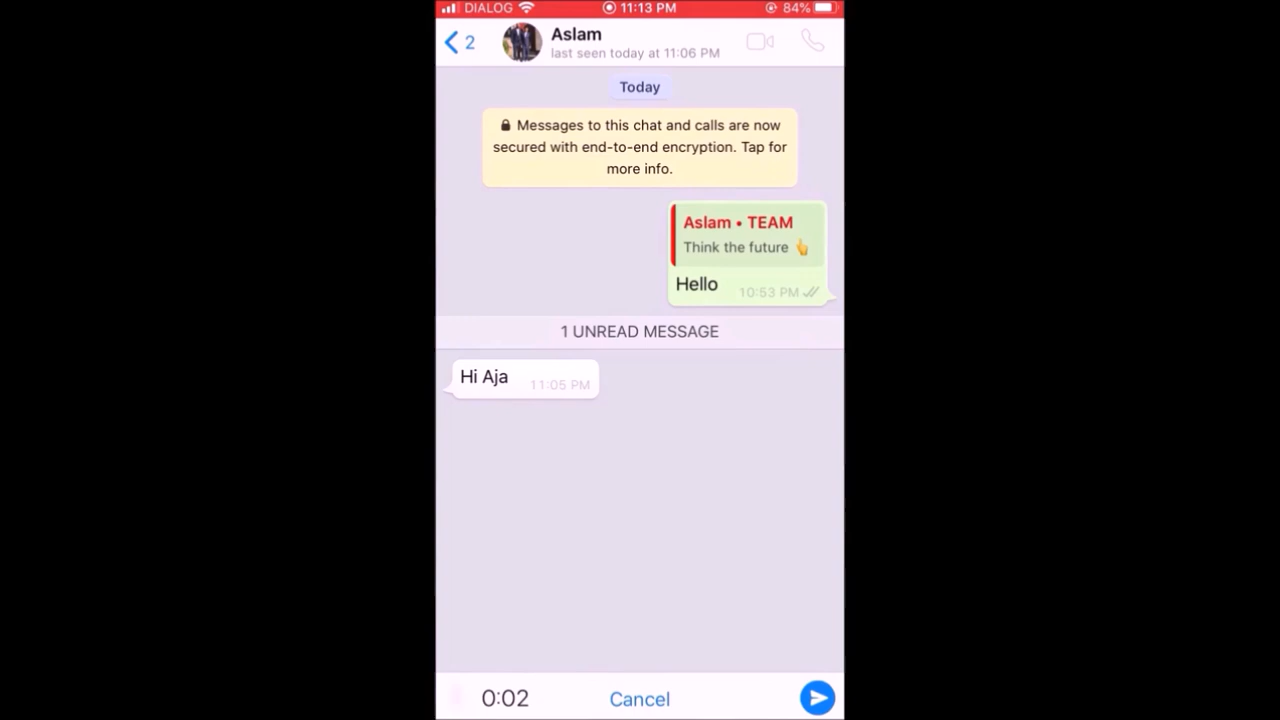 DIALOG 11:13 PM 84%
2 Aslam
last seen today at 11:06 PM
Today
Messages to this chat and calls are now
secured with end-to-end encryption. Tap for
more info.
Aslam • TEAM
Think the future 👆
Hello 10:53 PM
1 UNREAD MESSAGE
Hi Aja 11:05 PM
0:02 Cancel